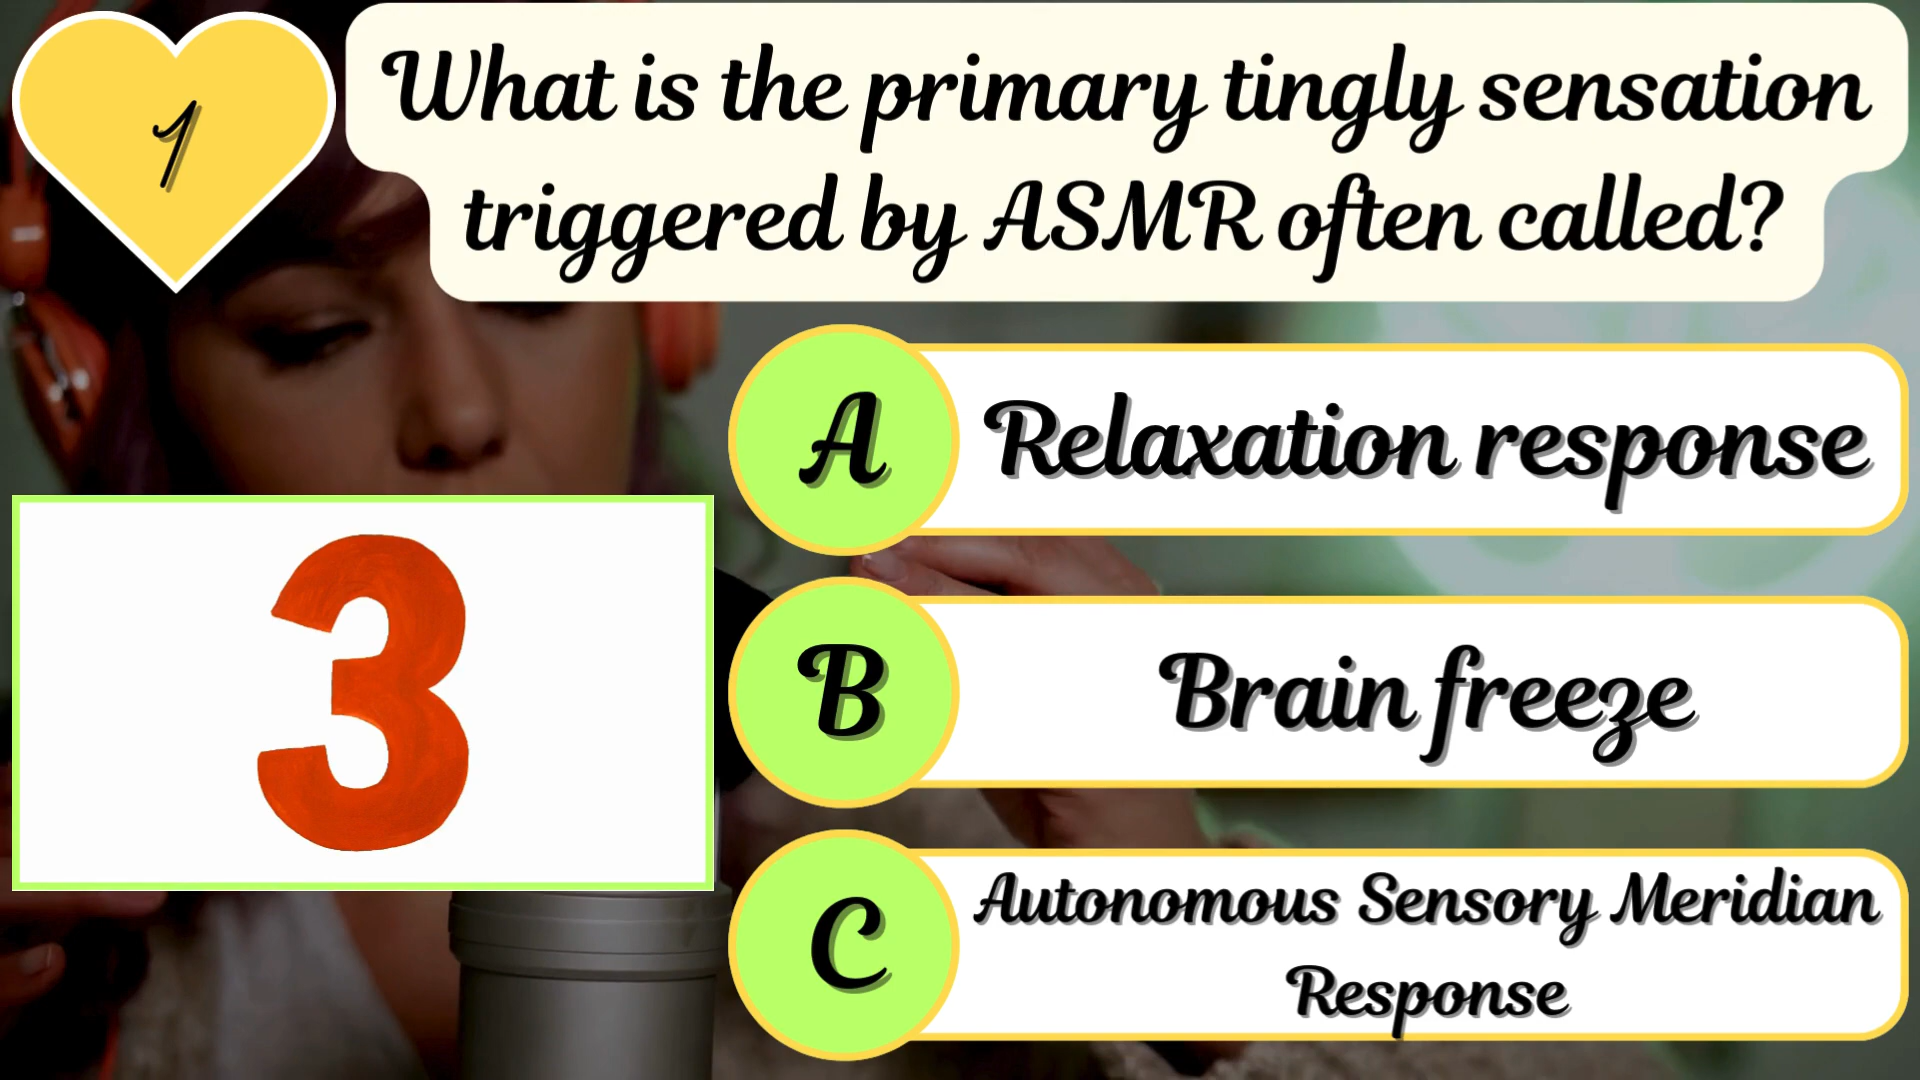 1
What is the primary tingly sensation
triggered by ASMR often called?
A
Relaxation response
B
Brain freeze
3
C
Autonomous Sensory Meridian
Response